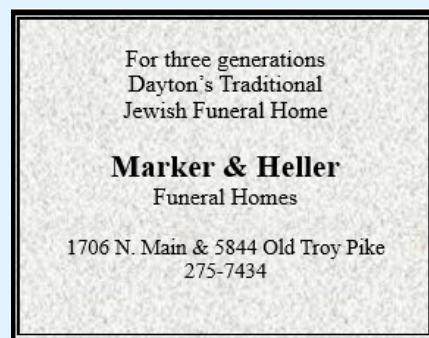 For three generations
Dayton's Traditional
Jewish Funeral Home
Marker & Heller
Funeral Homes
1706 N. Main & 5844 Old Troy Pike
275-7434